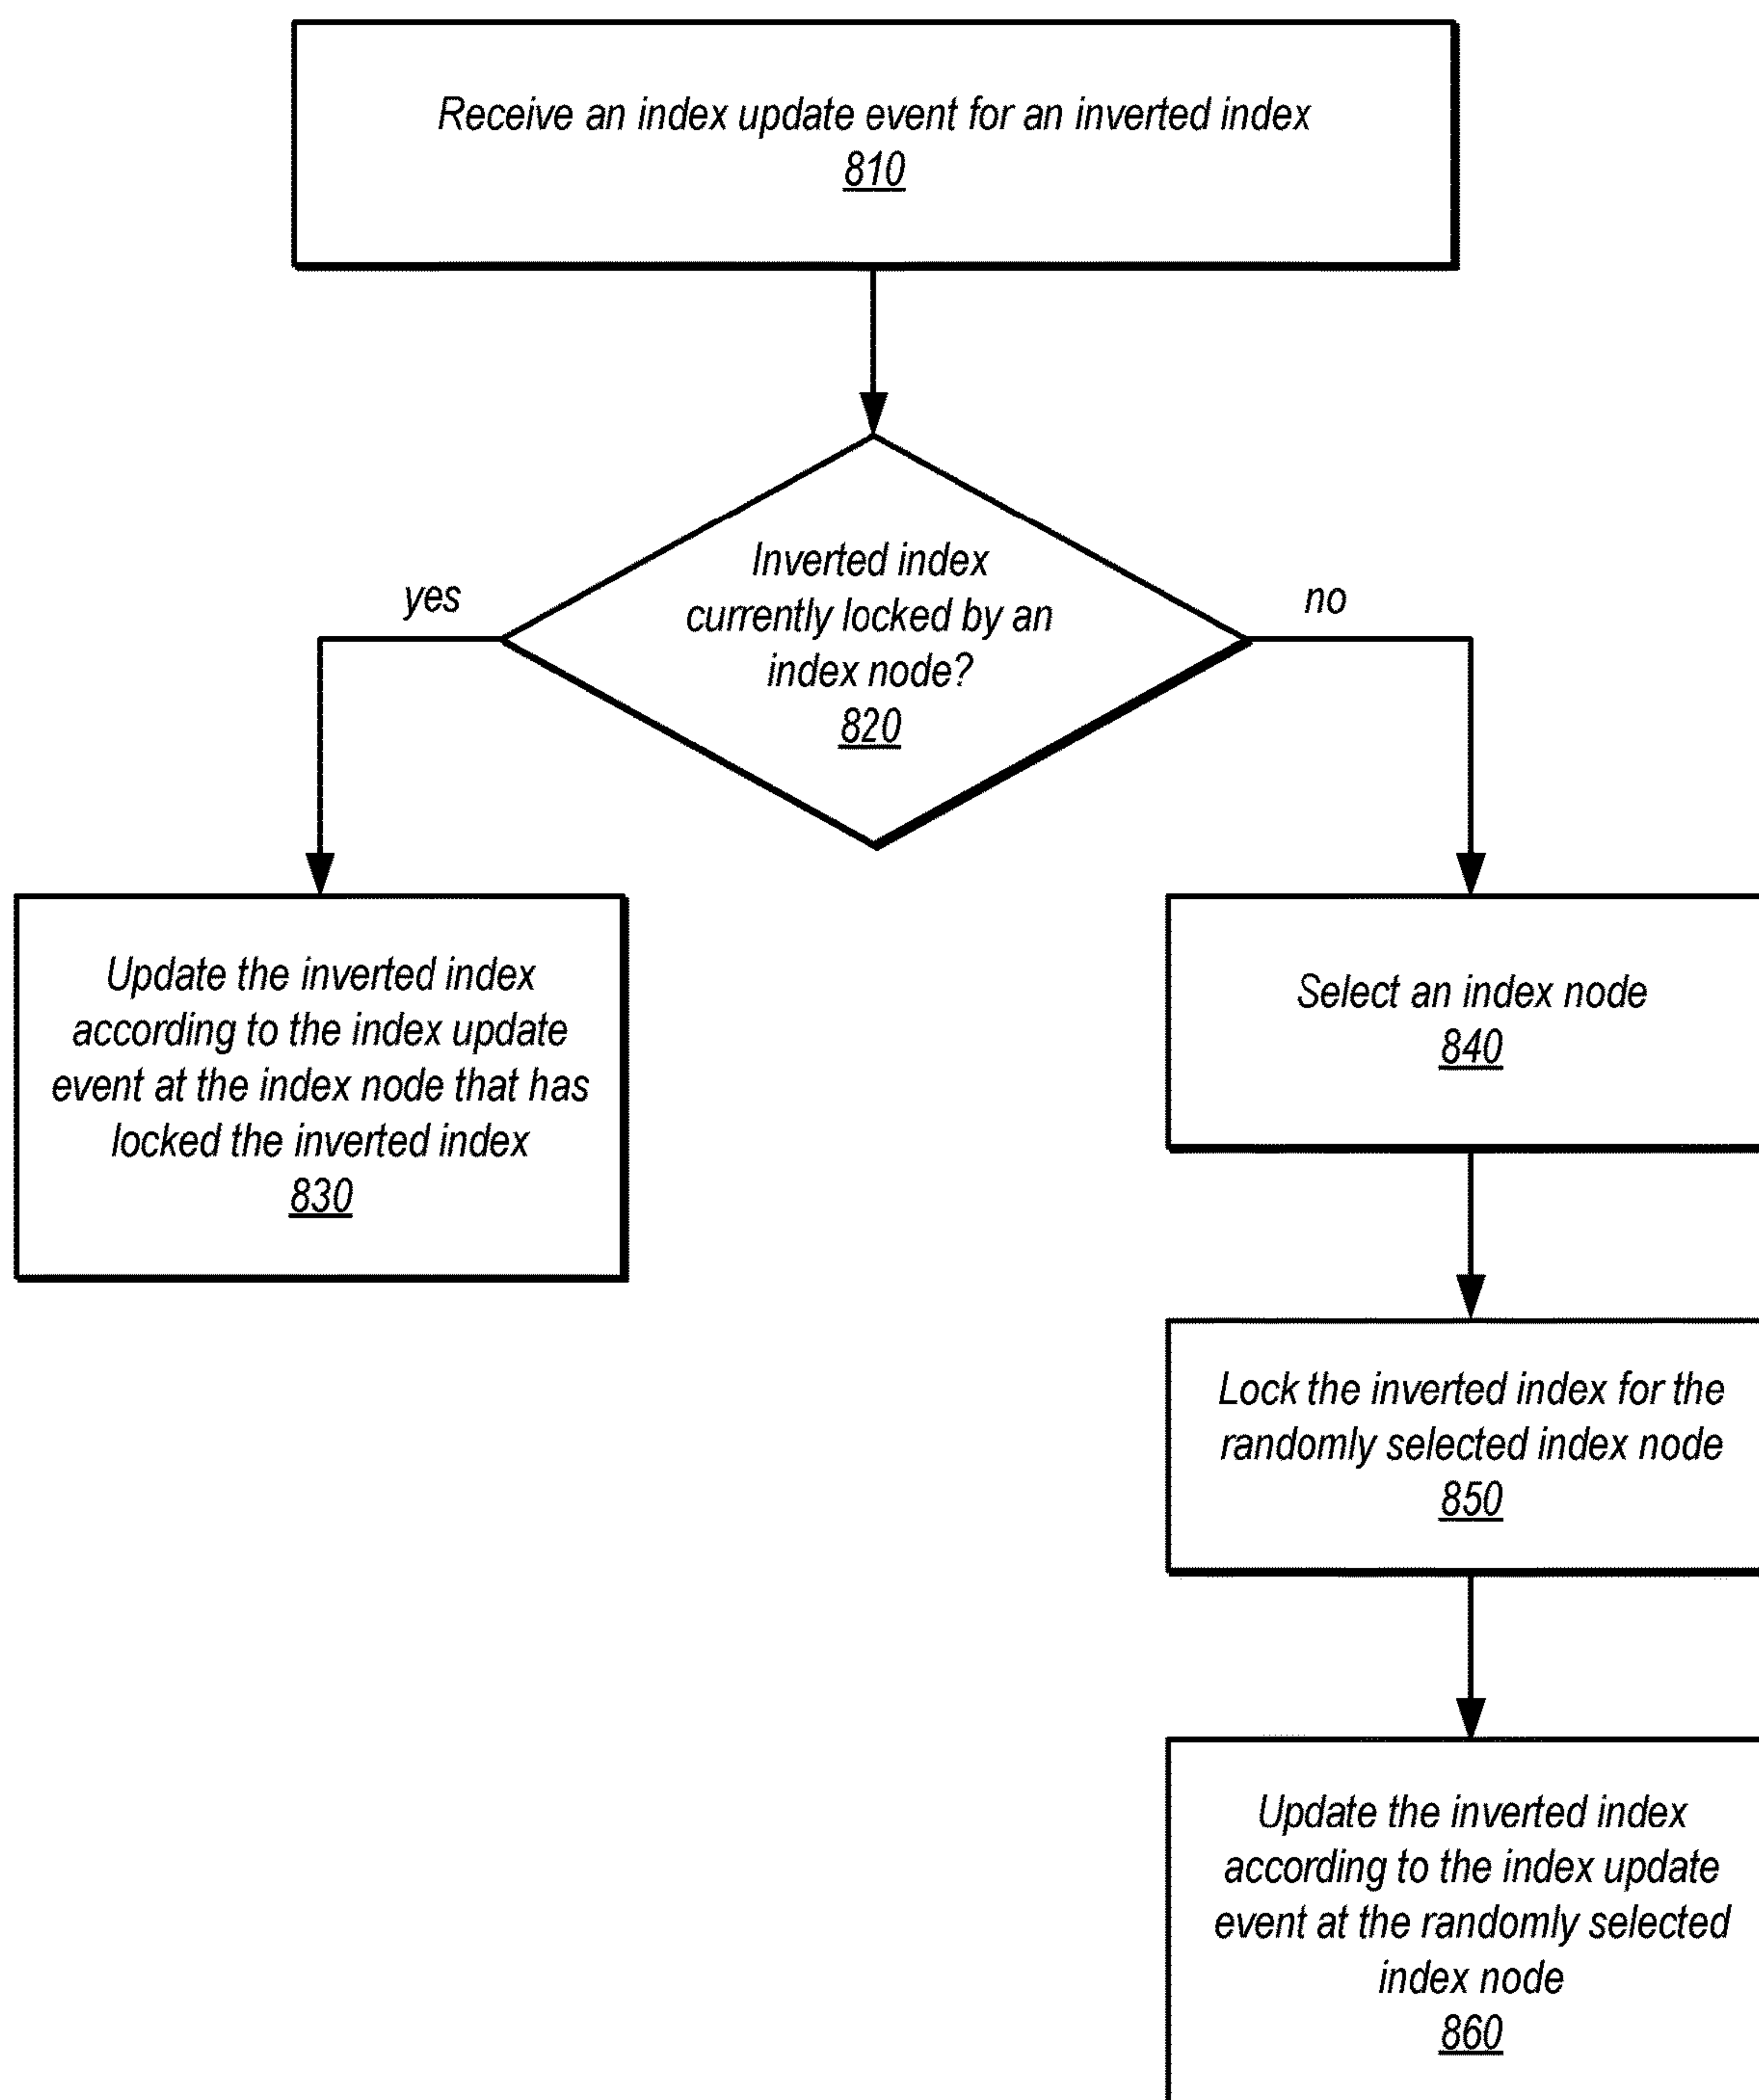 Receive an index update event for an inverted index
810
Inverted index
currently locked by an
index node?
820
yes
no
Update the inverted index
according to the index update
event at the index node that has
locked the inverted index
830
Select an index node
840
Lock the inverted index for the
randomly selected index node
850
Update the inverted index
according to the index update
event at the randomly selected
index node
860